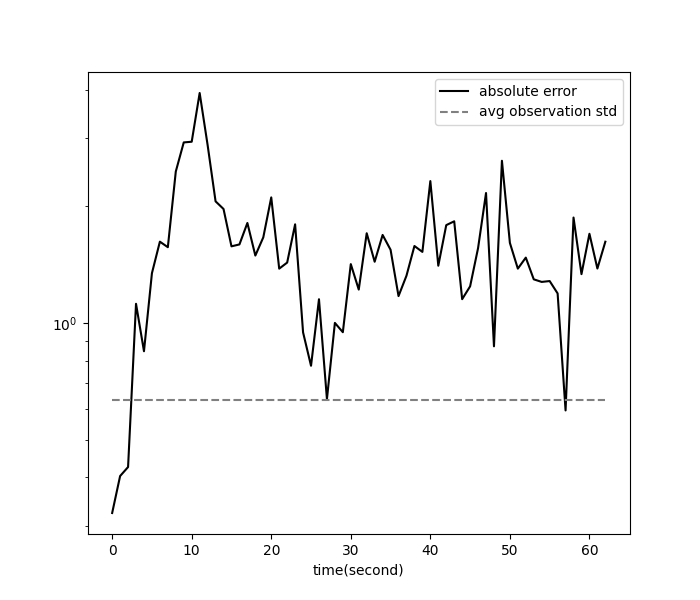 absolute error
avg observation std
10⁰
0 10 20 30 40 50 60
time(second)